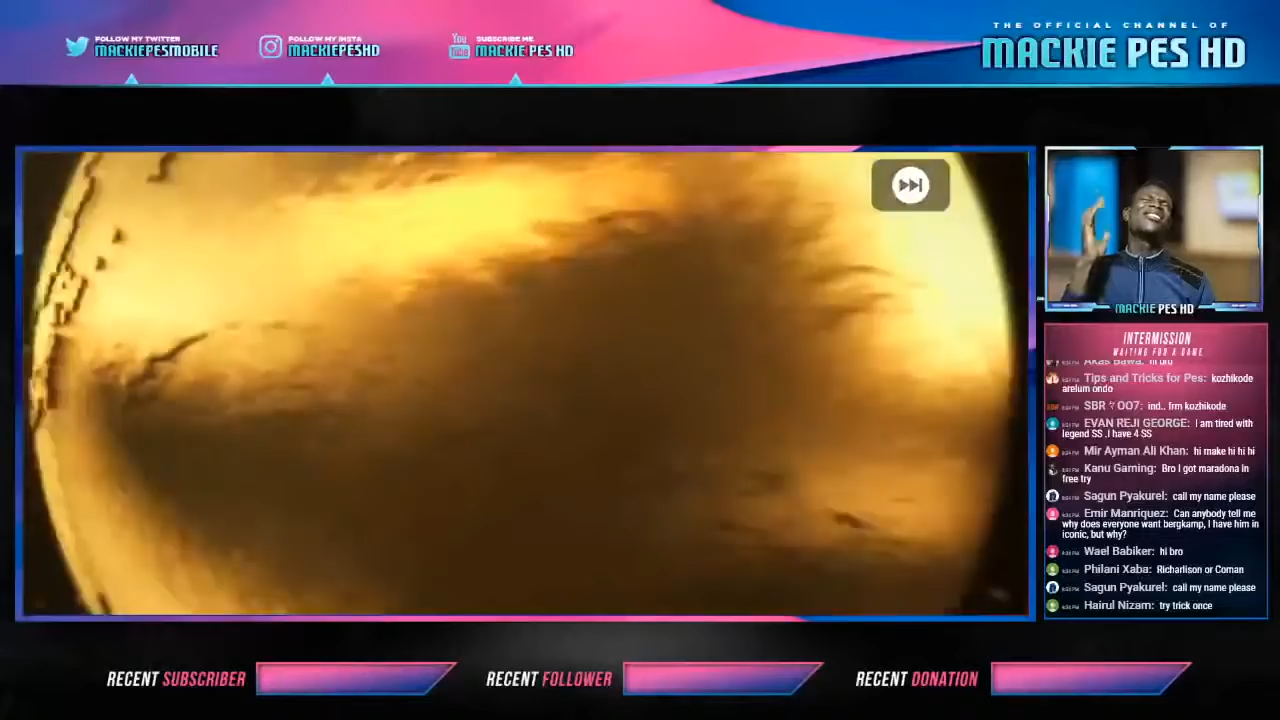 FOLLOW MY TWITTER
MACKIEPESMOBILE
FOLLOW MY INSTA
MACKIEPESHD
You
Tube
SUBSCRIBE ME
MACKIE PES HD
THE OFFICIAL CHANNEL OF
MACKIE PES HD
MACKIE PES HD
INTERMISSION
WAITING FOR A GAME
Akas Bawa: hi bro
Tips and Tricks for Pes: kozhikode
arelum ondo
ind.. frm kozhikode
EVAN REJI GEORGE: I am tired with
legend SS .I have 4 SS
Mir Ayman Ali Khan: hi make hi hi hi
Kanu Gaming: Bro I got maradona in
free try
Sagun Pyakurel: call my name please
Emir Manriquez: Can anybody tell me
why does everyone want bergkamp, I have him in
iconic, but why?
Wael Babiker: hi bro
Philani Xaba: Richarlison or Coman
Sagun Pyakurel: call my name please
Hairul Nizam: try trick once
RECENT SUBSCRIBER
RECENT FOLLOWER
RECENT DONATION